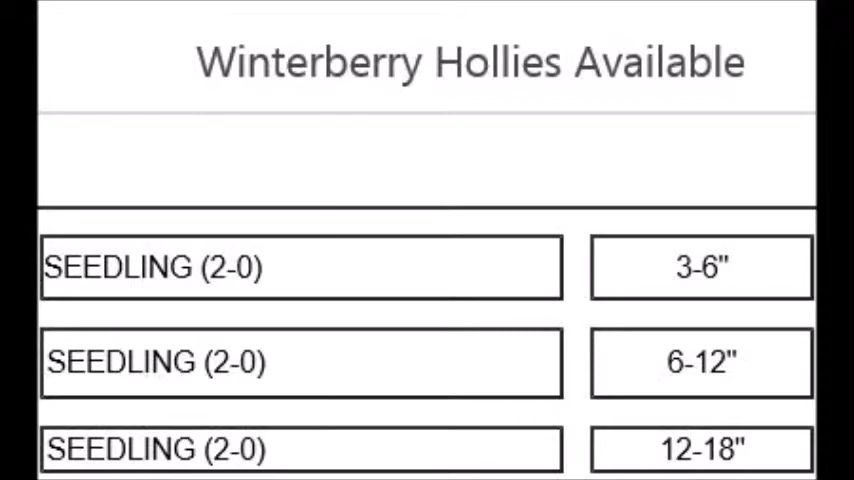 Winterberry Hollies Available
SEEDLING (2-0) 3-6"
SEEDLING (2-0) 6-12"
SEEDLING (2-0) 12-18"